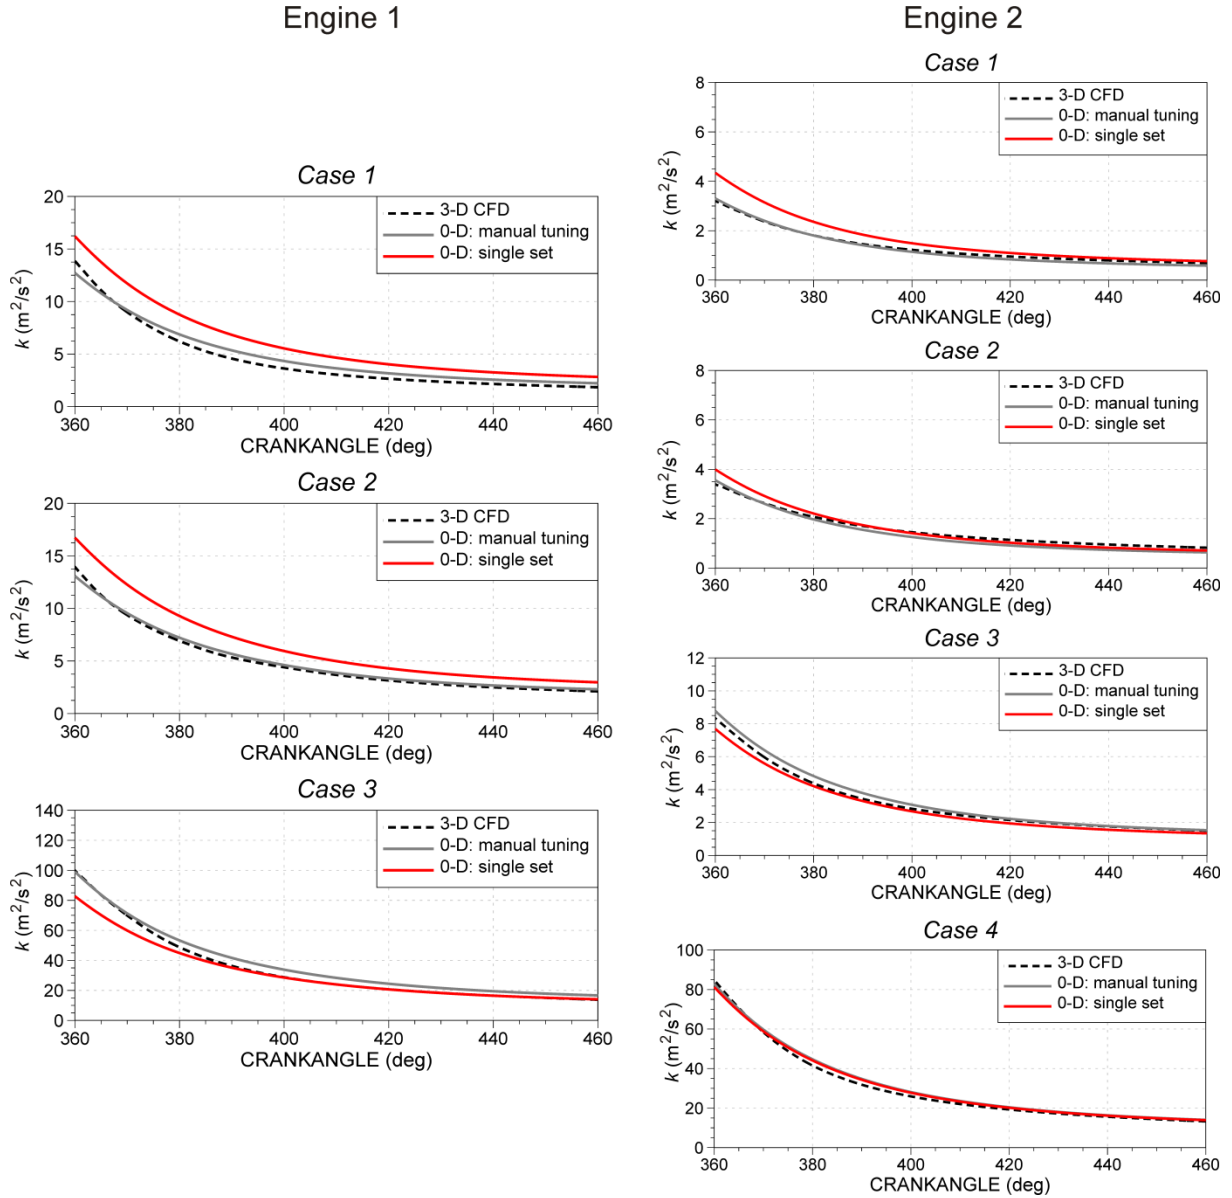 Engine 1
Case 1
k (m²/s²)
20
15
10
5
0
3-D CFD
0-D: manual tuning
0-D: single set
360 380 400 420 440 460
CRANKANGLE (deg)
Case 2
k (m²/s²)
20
15
10
5
0
3-D CFD
0-D: manual tuning
0-D: single set
360 380 400 420 440 460
CRANKANGLE (deg)
Case 3
k (m²/s²)
140
120
100
80
60
40
20
0
3-D CFD
0-D: manual tuning
0-D: single set
360 380 400 420 440 460
CRANKANGLE (deg)
Engine 2
Case 1
k (m²/s²)
8
6
4
2
0
3-D CFD
0-D: manual tuning
0-D: single set
360 380 400 420 440 460
CRANKANGLE (deg)
Case 2
k (m²/s²)
8
6
4
2
0
3-D CFD
0-D: manual tuning
0-D: single set
360 380 400 420 440 460
CRANKANGLE (deg)
Case 3
k (m²/s²)
12
10
8
6
4
2
0
3-D CFD
0-D: manual tuning
0-D: single set
360 380 400 420 440 460
CRANKANGLE (deg)
Case 4
k (m²/s²)
100
80
60
40
20
0
3-D CFD
0-D: manual tuning
0-D: single set
360 380 400 420 440 460
CRANKANGLE (deg)